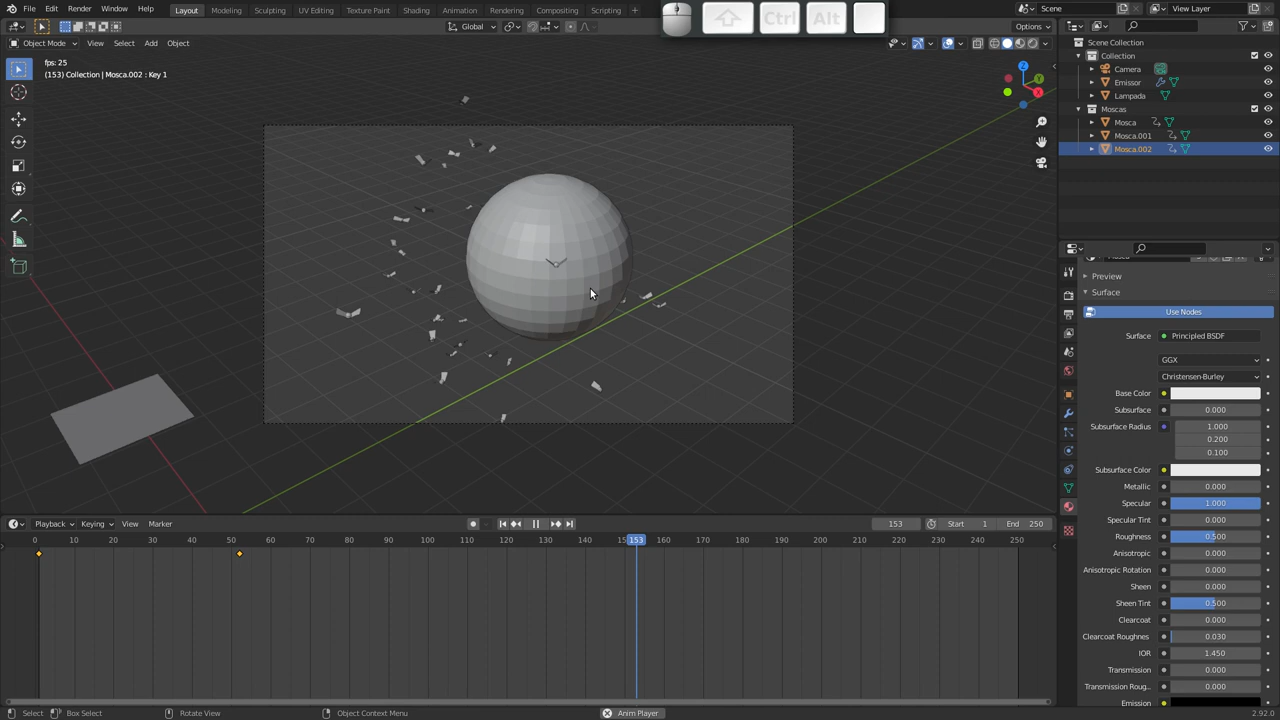 File Edit Render Window Help Layout Modeling Sculpting UV Editing Texture Paint Shading Animation Rendering Compositing Scripting + Scene View Layer
Ctrl Alt
Global Options
Object Mode View Select Add Object
fps: 25
(153) Collection | Mosca.002 : Key 1
Z
Y
X
Scene Collection
Collection
Camera
Emissor
Lampada
Moscas
Mosca
Mosca.001
Mosca.002
Preview
Surface
Use Nodes
Surface Principled BSDF
GGX
Christensen-Burley
Base Color
Subsurface 0.000
Subsurface Radius 1.000
0.200
0.100
Subsurface Color
Metallic 0.000
Specular 1.000
Specular Tint 0.000
Roughness 0.500
Anisotropic 0.000
Anisotropic Rotation 0.000
Sheen 0.000
Sheen Tint 0.500
Clearcoat 0.000
Clearcoat Roughnes 0.030
IOR 1.450
Transmission 0.000
Transmission Roug... 0.000
Emission
Playback Keying View Marker 153 Start 1 End 250
0 10 20 30 40 50 60 70 80 90 100 110 120 130 140 153 160 170 180 190 200 210 220 230 240 250
Select Box Select Rotate View Object Context Menu Anim Player 2.92.0